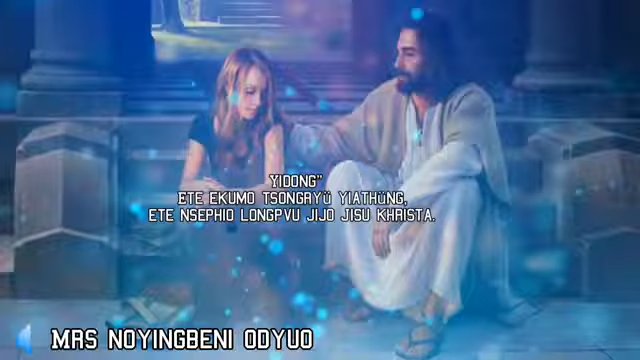 YIDONG"
ETE EKUMO TSONGRYÜ YIATHÜNG,
ETE NSEPHIO LONGPVU JIJO JISU KHRISTA.
MRS NOYINGBENI ODYUO